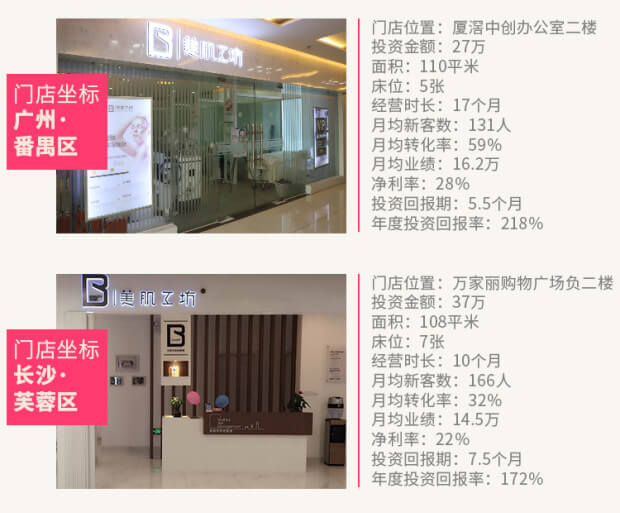 美肌工坊
门店坐标
广州·
番禺区
门店位置：厦滘中创办公室二楼
投资金额：27万
面积：110平米
床位：5张
经营时长：17个月
月均新客数：131人
月均转化率：59%
月均业绩：16.2万
净利率：28%
投资回报期：5.5个月
年度投资回报率：218%
美肌工坊
门店坐标
长沙·
芙蓉区
门店位置：万家丽购物广场负二楼
投资金额：37万
面积：108平米
床位：7张
经营时长：10个月
月均新客数：166人
月均转化率：32%
月均业绩：14.5万
净利率：22%
投资回报期：7.5个月
年度投资回报率：172%